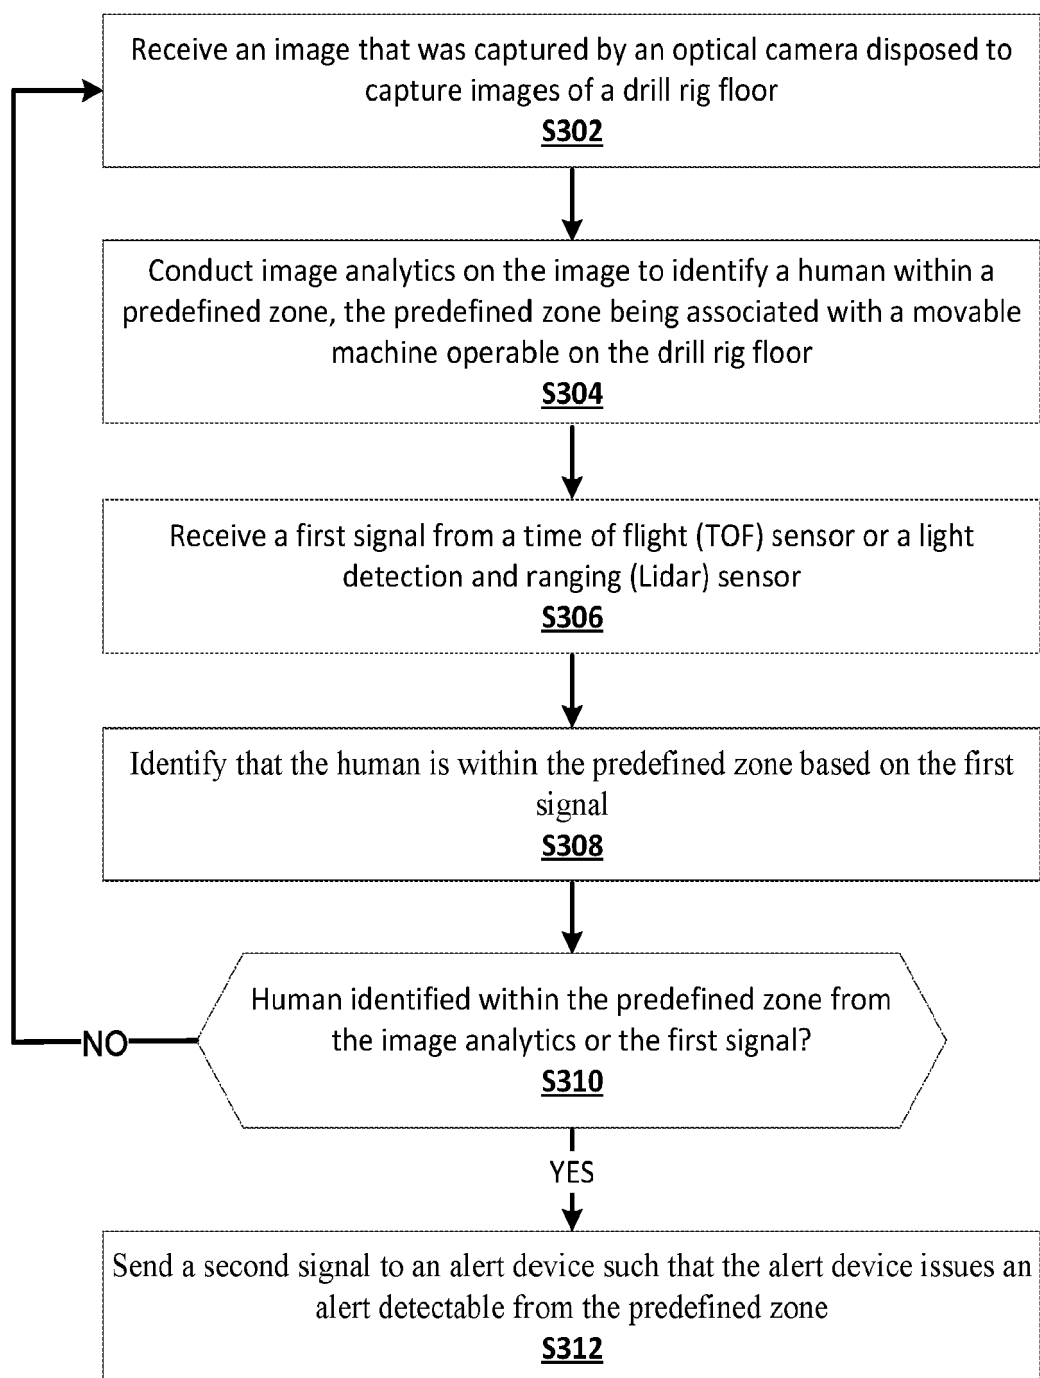 Receive an image that was captured by an optical camera disposed to
capture images of a drill rig floor
S302
Conduct image analytics on the image to identify a human within a
predefined zone, the predefined zone being associated with a movable
machine operable on the drill rig floor
S304
Receive a first signal from a time of flight (TOF) sensor or a light
detection and ranging (Lidar) sensor
S306
Identify that the human is within the predefined zone based on the first
signal
S308
Human identified within the predefined zone from
the image analytics or the first signal?
S310
NO
YES
Send a second signal to an alert device such that the alert device issues an
alert detectable from the predefined zone
S312